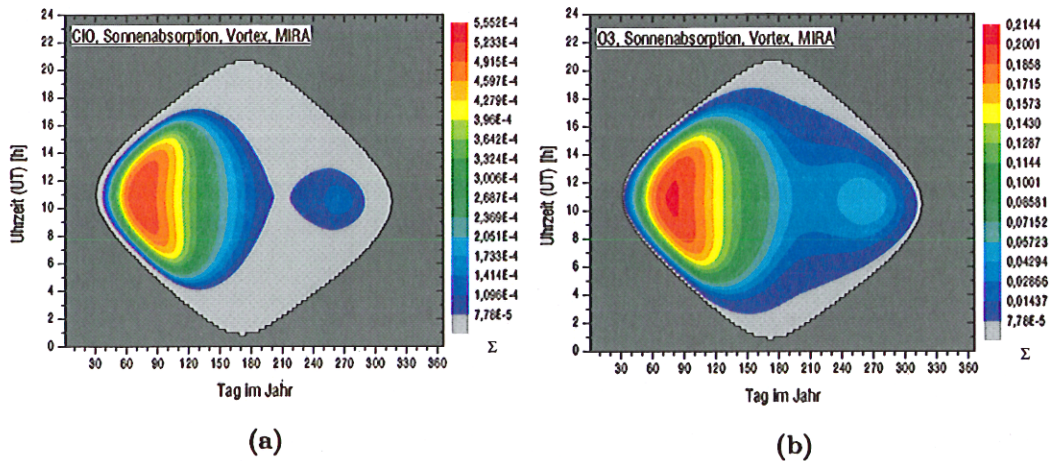 ClO, Sonnenabsorption, Vortex, MIRA
Uhrzeit (UT) [h]
24
22
20
18
16
14
12
10
8
6
4
2
0
30 60 90 120 150 180 210 240 270 300 330 360
Tag im Jahr
5,552E-4
5,233E-4
4,915E-4
4,597E-4
4,279E-4
3,96E-4
3,642E-4
3,324E-4
3,006E-4
2,687E-4
2,369E-4
2,051E-4
1,733E-4
1,414E-4
1,096E-4
7,78E-5
Σ
(a)
O3, Sonnenabsorption, Vortex, MIRA
Uhrzeit (UT) [h]
24
22
20
18
16
14
12
10
8
6
4
2
0
30 60 90 120 150 180 210 240 270 300 330 360
Tag im Jahr
0,2144
0,2001
0,1858
0,1715
0,1573
0,1430
0,1287
0,1144
0,1001
0,08581
0,07152
0,05723
0,04294
0,02866
0,01437
7,78E-5
Σ
(b)